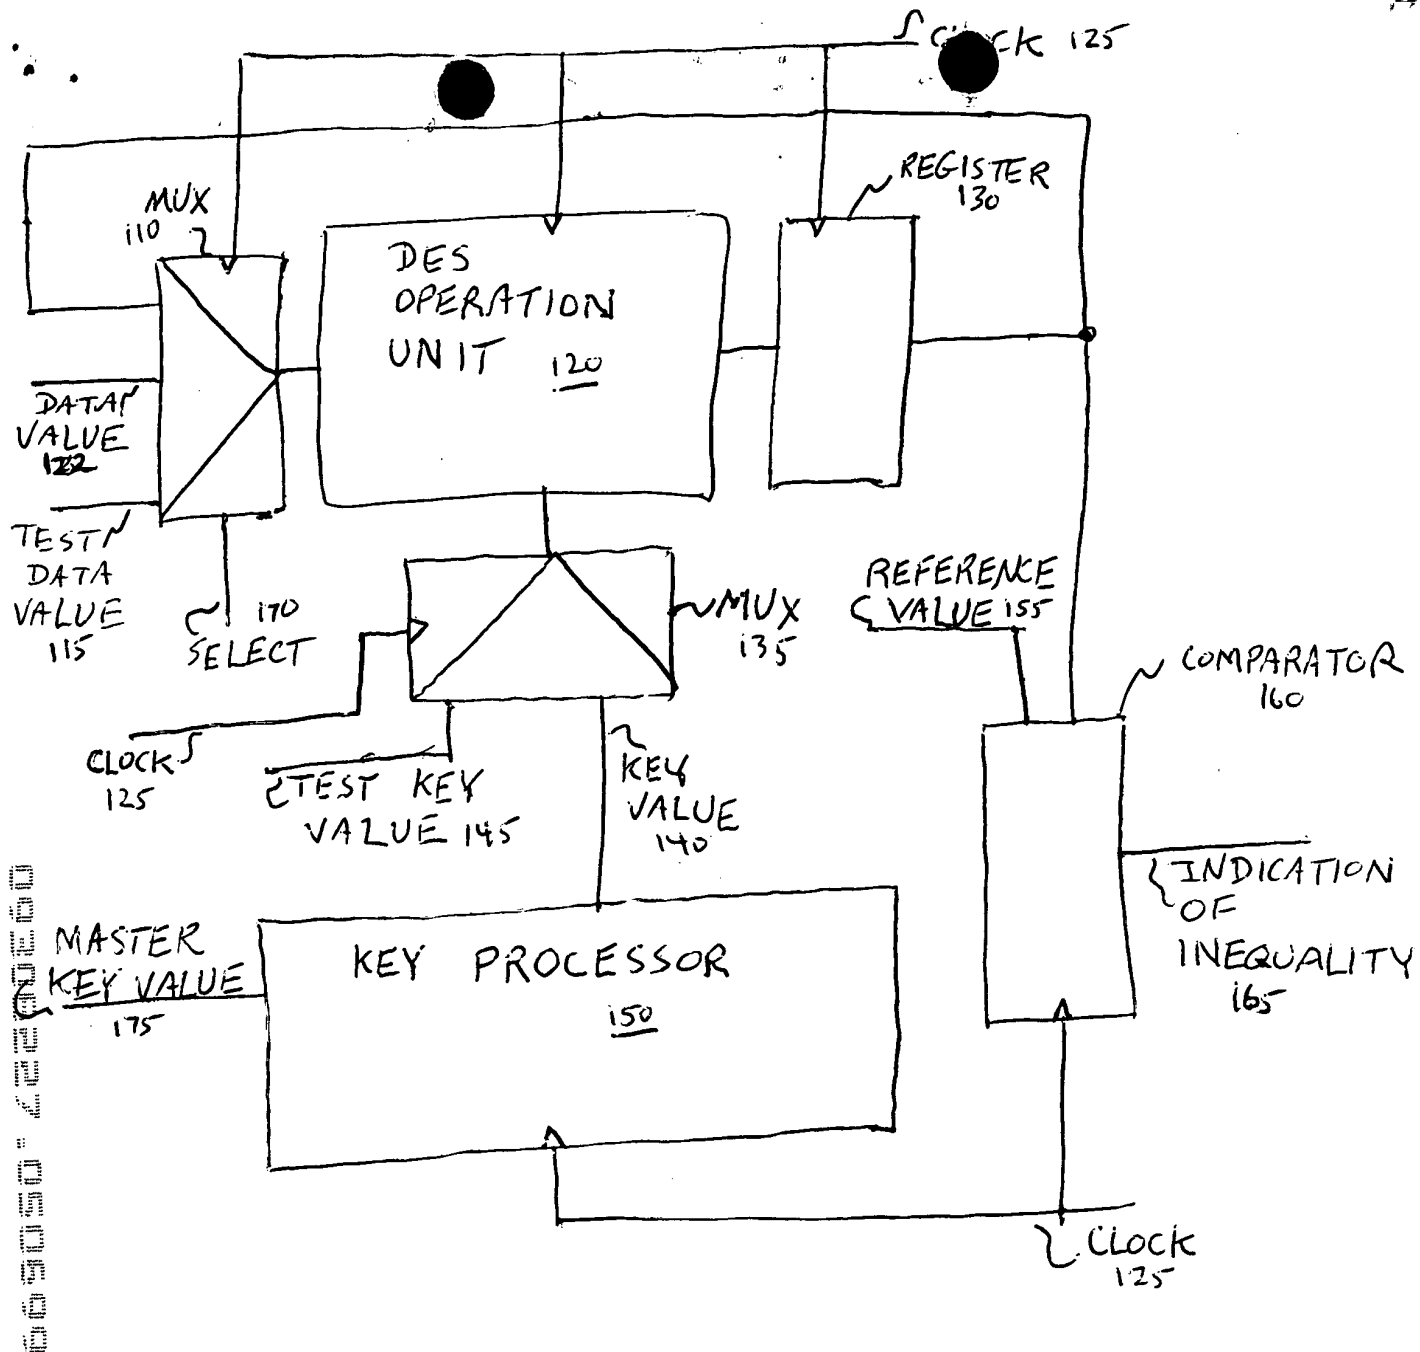 CLOCK 125
REGISTER
130
MUX
110
DES
OPERATION
UNIT 120
DATA
VALUE
122
TEST
DATA
VALUE
115
170
SELECT
MUX
135
REFERENCE
VALUE 155
COMPARATOR
160
CLOCK
125
TEST KEY
VALUE 145
KEY
VALUE
140
INDICATION
OF
INEQUALITY
165
MASTER
KEY VALUE
175
KEY PROCESSOR
150
CLOCK
125